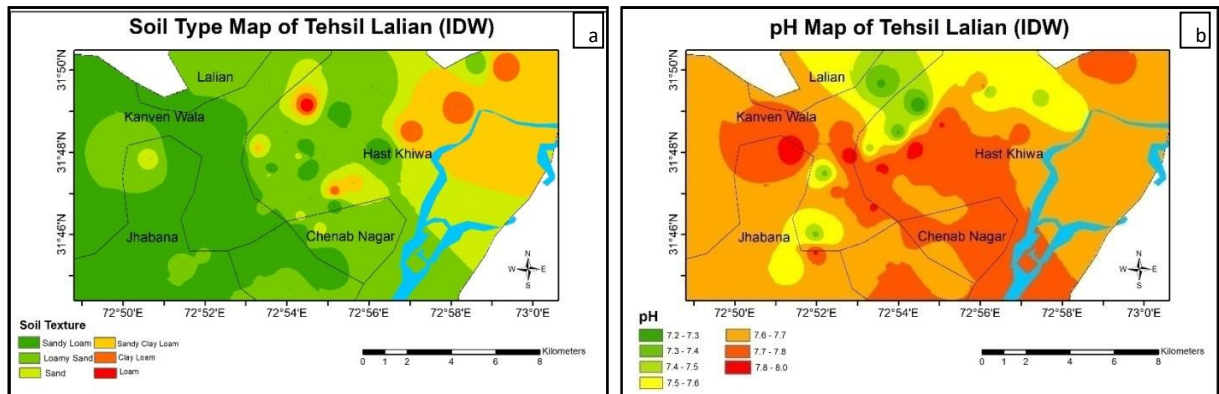 Soil Type Map of Tehsil Lalian (IDW)
a
31°50'N
31°48'N
31°46'N
Lalian
Kanven Wala
Hast Khiwa
Jhabana
Chenab Nagar
N
W E
S
72°50'E 72°52'E 72°54'E 72°56'E 72°58'E 73°0'E
Soil Texture
Sandy Loam Sandy Clay Loam
Loamy Sand Clay Loam
Sand Loam
Kilometers
0 1 2 4 6 8
pH Map of Tehsil Lalian (IDW)
b
31°50'N
31°48'N
31°46'N
Lalian
Kanven Wala
Hast Khiwa
Jhabana
Chenab Nagar
N
W E
S
72°50'E 72°52'E 72°54'E 72°56'E 72°58'E 73°0'E
pH
7.2 - 7.3 7.6 - 7.7
7.3 - 7.4 7.7 - 7.8
7.4 - 7.5 7.8 - 8.0
7.5 - 7.6
Kilometers
0 1 2 4 6 8